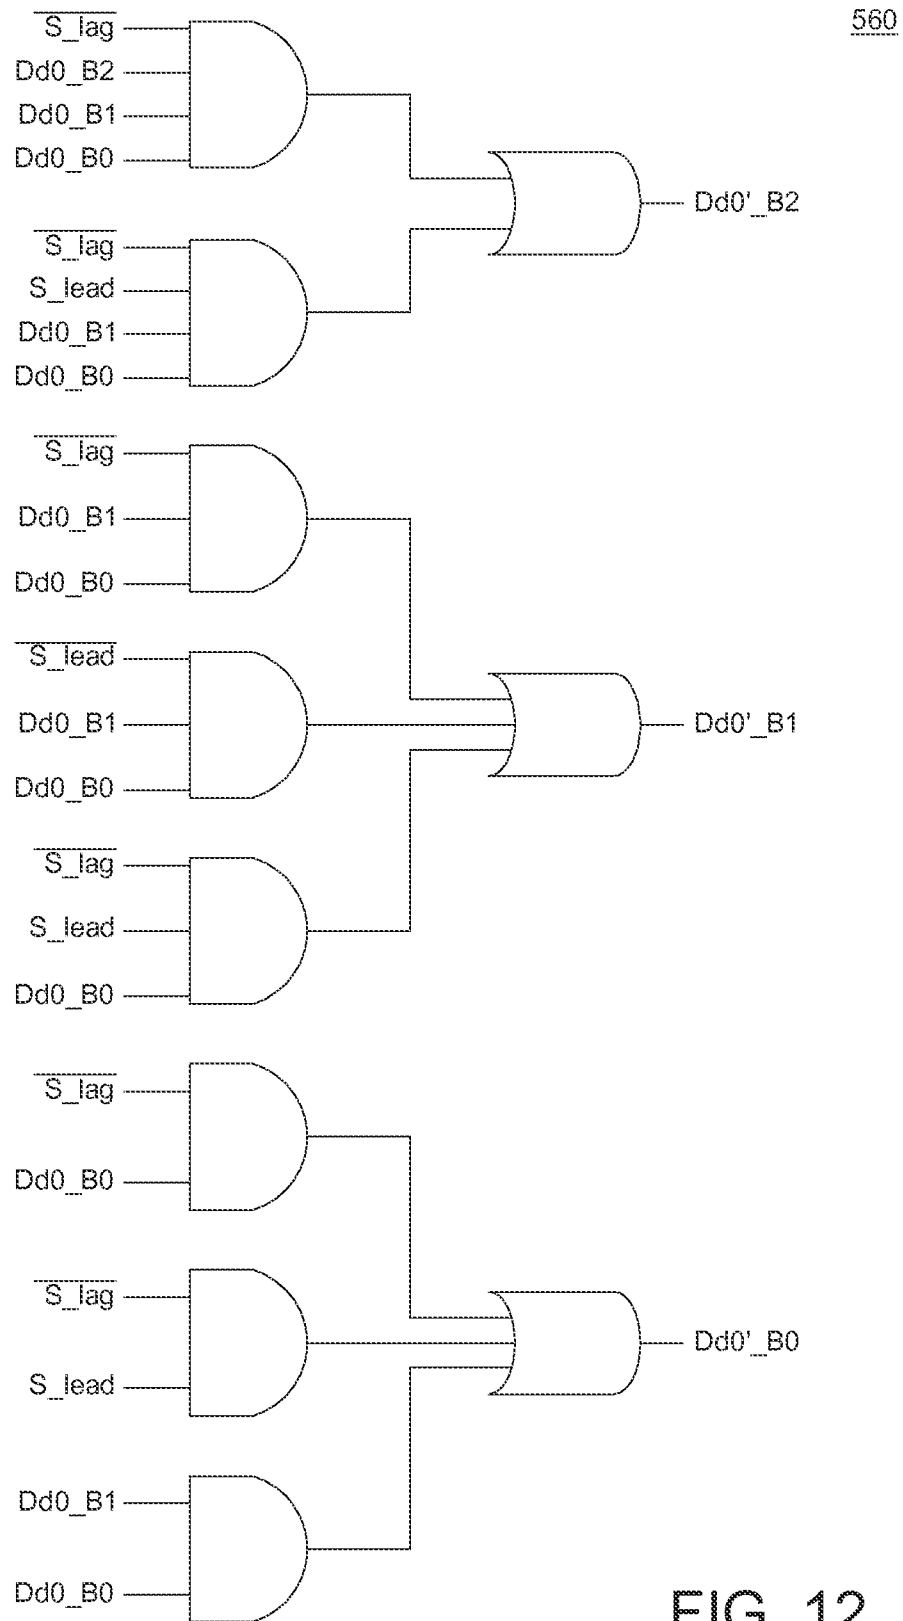 S_lag
560
Dd0_B2
Dd0_B1
Dd0_B0
Dd0'_B2
S_lag
S_lead
Dd0_B1
Dd0_B0
S_lag
Dd0_B1
Dd0_B0
S_lead
Dd0_B1
Dd0'_B1
Dd0_B0
S_lag
S_lead
Dd0_B0
S_lag
Dd0_B0
S_lag
Dd0'_B0
S_lead
Dd0_B1
Dd0_B0
FIG. 12